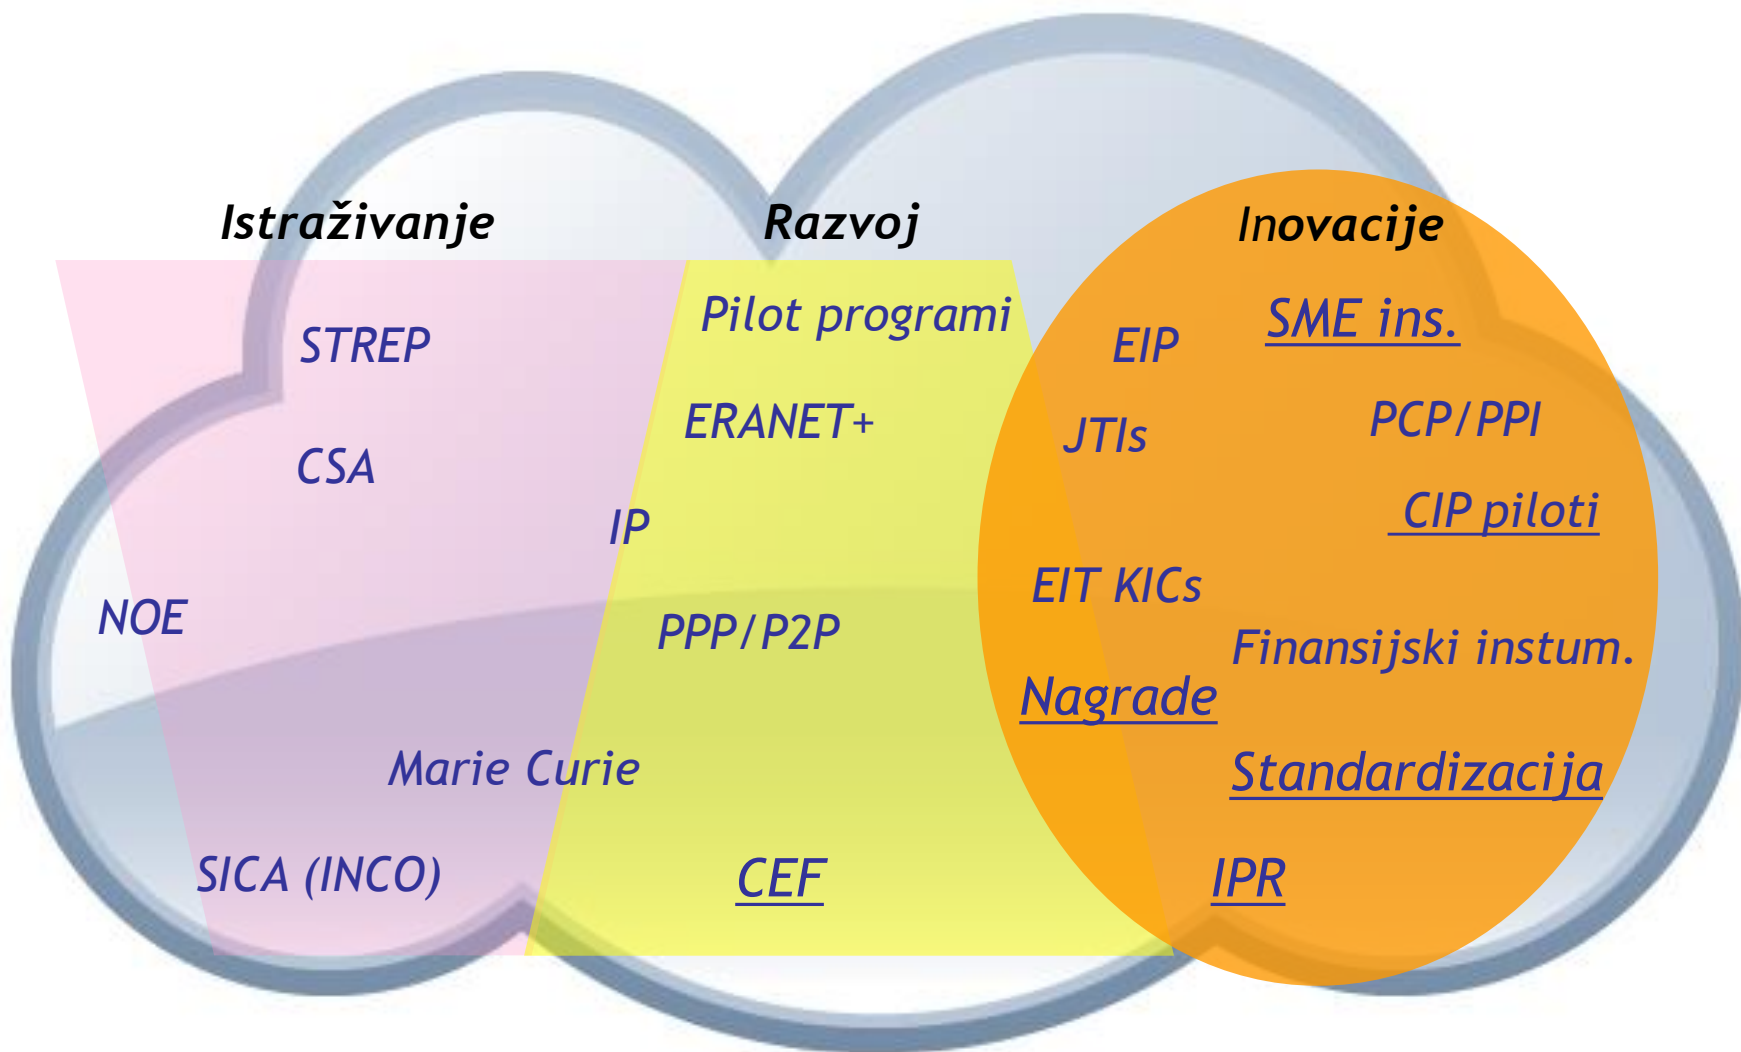 Istraživanje
Razvoj
Inovacije
STREP
CSA
NOE
Marie Curie
SICA (INCO)
Pilot programi
ERANET+
IP
PPP/P2P
CEF
EIP
SME ins.
JTIs
PCP/PPI
CIP piloti
EIT KICs
Finansijski instum.
Nagrade
Standardizacija
IPR